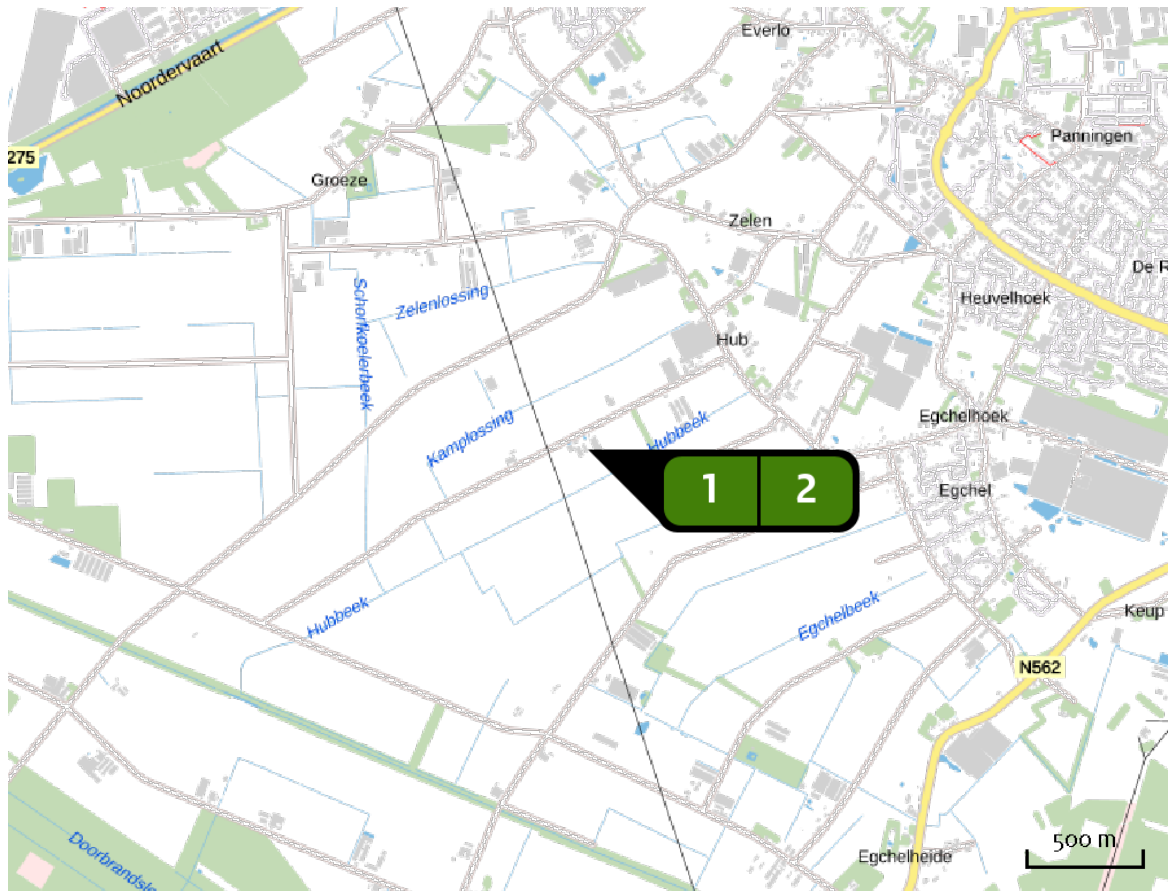 Everlo
Noordervaart
Panningen
275
Groeze
Zelen
De R
Schorfkoelerbeek
Zelenlossing
Heuvelhoek
Hub
Kamplossing
Hubbeek
Egchelhoek
1 2
Egchel
Hubbeek
Egchelbeek
Keup
N562
500 m
Doorbrandsle
Egchelheide